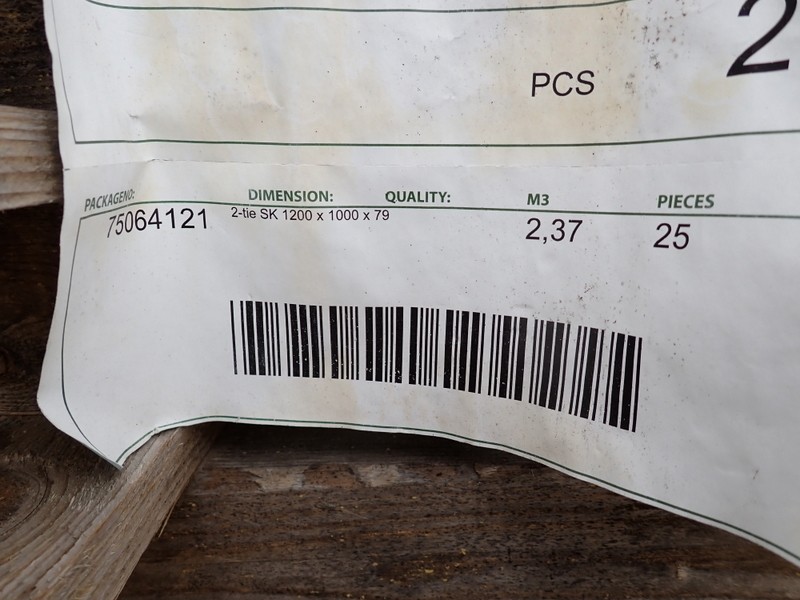 PCS 2
PACKAGENO: DIMENSION: QUALITY: M3 PIECES
75064121 2-tie SK 1200 x 1000 x 79 2,37 25